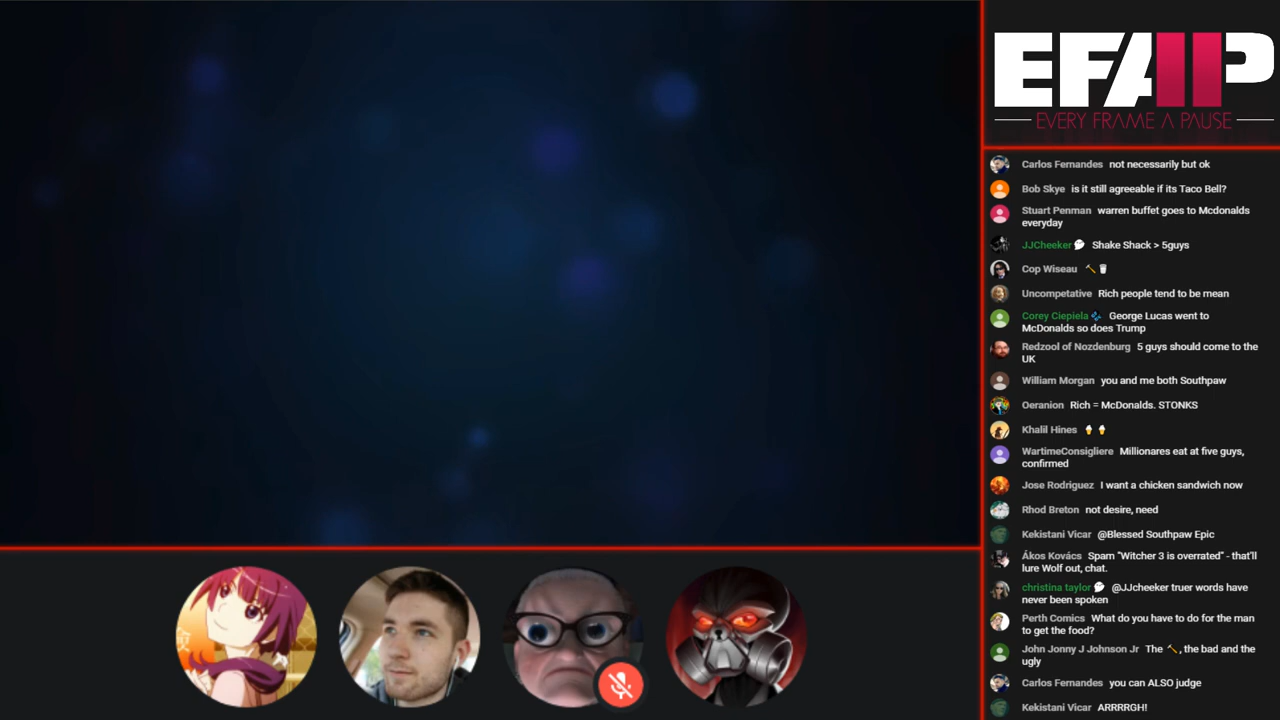 EFAP
EVERY FRAME A PAUSE
Carlos Fernandes not necessarily but ok
Bob Skye is it still agreeable if its Taco Bell?
Stuart Penman warren buffet goes to Mcdonalds
everyday
JJCheeker Shake Shack > 5guys
Cop Wiseau 🔨🥛
Uncompetative Rich people tend to be mean
Corey Ciepiela George Lucas went to
McDonalds so does Trump
Redzool of Nozdenburg 5 guys should come to the
UK
William Morgan you and me both Southpaw
Oeranion Rich = McDonalds. STONKS
Khalil Hines 🍦🍦
WartimeConsigliere Millionares eat at five guys,
confirmed
Jose Rodriguez I want a chicken sandwich now
Rhod Breton not desire, need
Kekistani Vicar @Blessed Southpaw Epic
Ákos Kovács Spam "Witcher 3 is overrated" - that'll
lure Wolf out, chat.
christina taylor @JJcheeker truer words have
never been spoken
Perth Comics What do you have to do for the man
to get the food?
John Jonny J Johnson Jr The 🔨, the bad and the
ugly
Carlos Fernandes you can ALSO judge
Kekistani Vicar ARRRRGH!